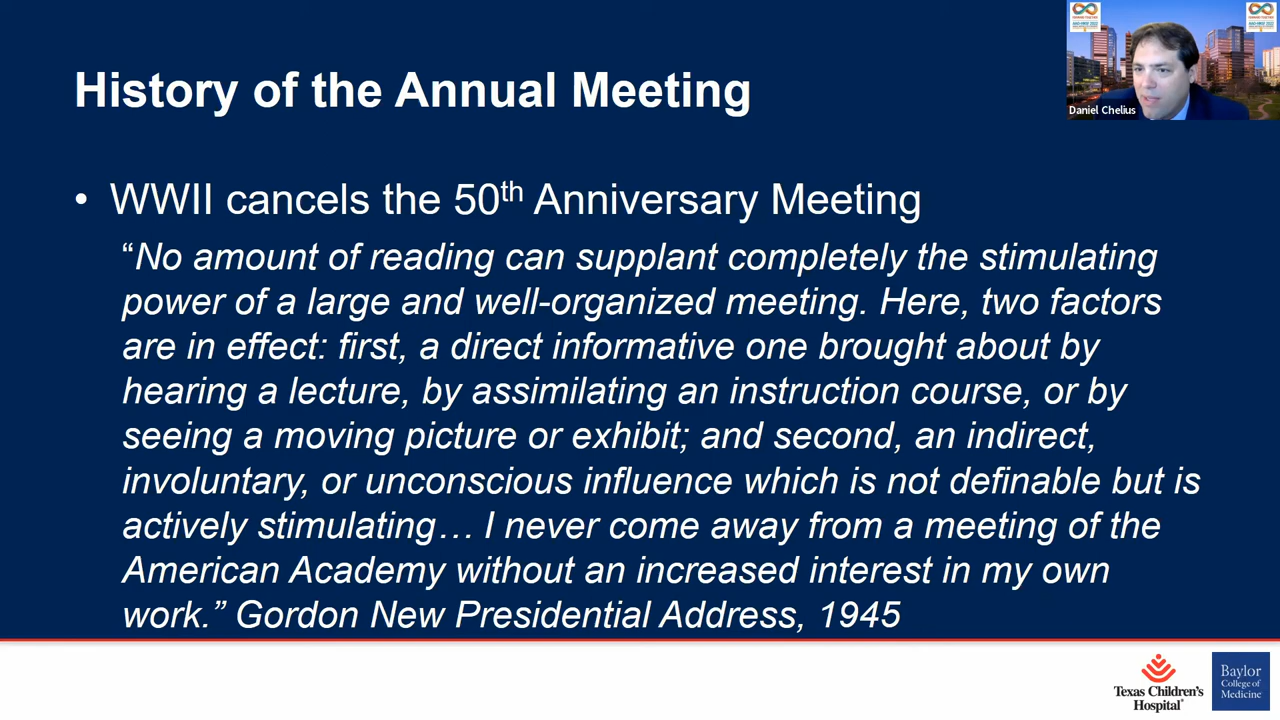 History of the Annual Meeting
Daniel Chelius
• WWII cancels the 50th Anniversary Meeting
“No amount of reading can supplant completely the stimulating
power of a large and well-organized meeting. Here, two factors
are in effect: first, a direct informative one brought about by
hearing a lecture, by assimilating an instruction course, or by
seeing a moving picture or exhibit; and second, an indirect,
involuntary, or unconscious influence which is not definable but is
actively stimulating… I never come away from a meeting of the
American Academy without an increased interest in my own
work.” Gordon New Presidential Address, 1945
Texas Children's
Hospital
Baylor
College of
Medicine